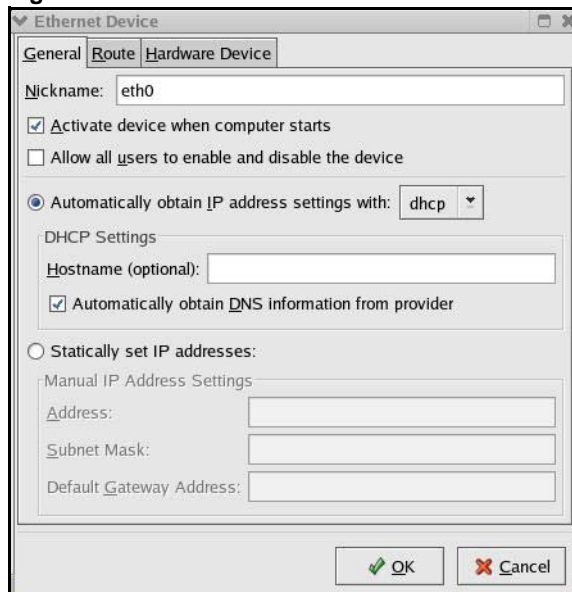 Ethernet Device
General Route Hardware Device
Nickname: eth0
Activate device when computer starts
Allow all users to enable and disable the device
Automatically obtain IP address settings with: dhcp
DHCP Settings
Hostname (optional):
Automatically obtain DNS information from provider
Statically set IP addresses:
Manual IP Address Settings
Address:
Subnet Mask:
Default Gateway Address:
OK Cancel